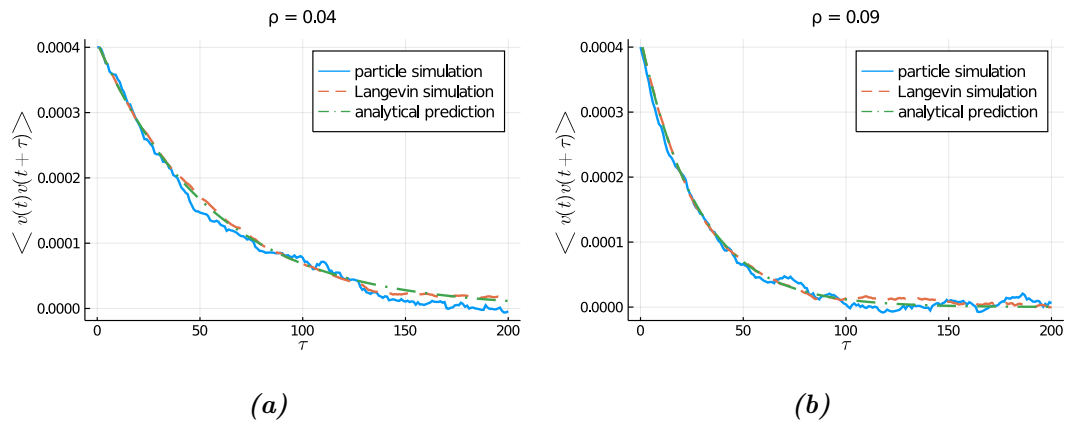 ρ = 0.04
0.0004
0.0003
0.0002
0.0001
0.0000
< v(t)v(t + τ) >
particle simulation
Langevin simulation
analytical prediction
0 50 100 150 200
τ
(a)
ρ = 0.09
0.0004
0.0003
0.0002
0.0001
0.0000
< v(t)v(t + τ) >
particle simulation
Langevin simulation
analytical prediction
0 50 100 150 200
τ
(b)